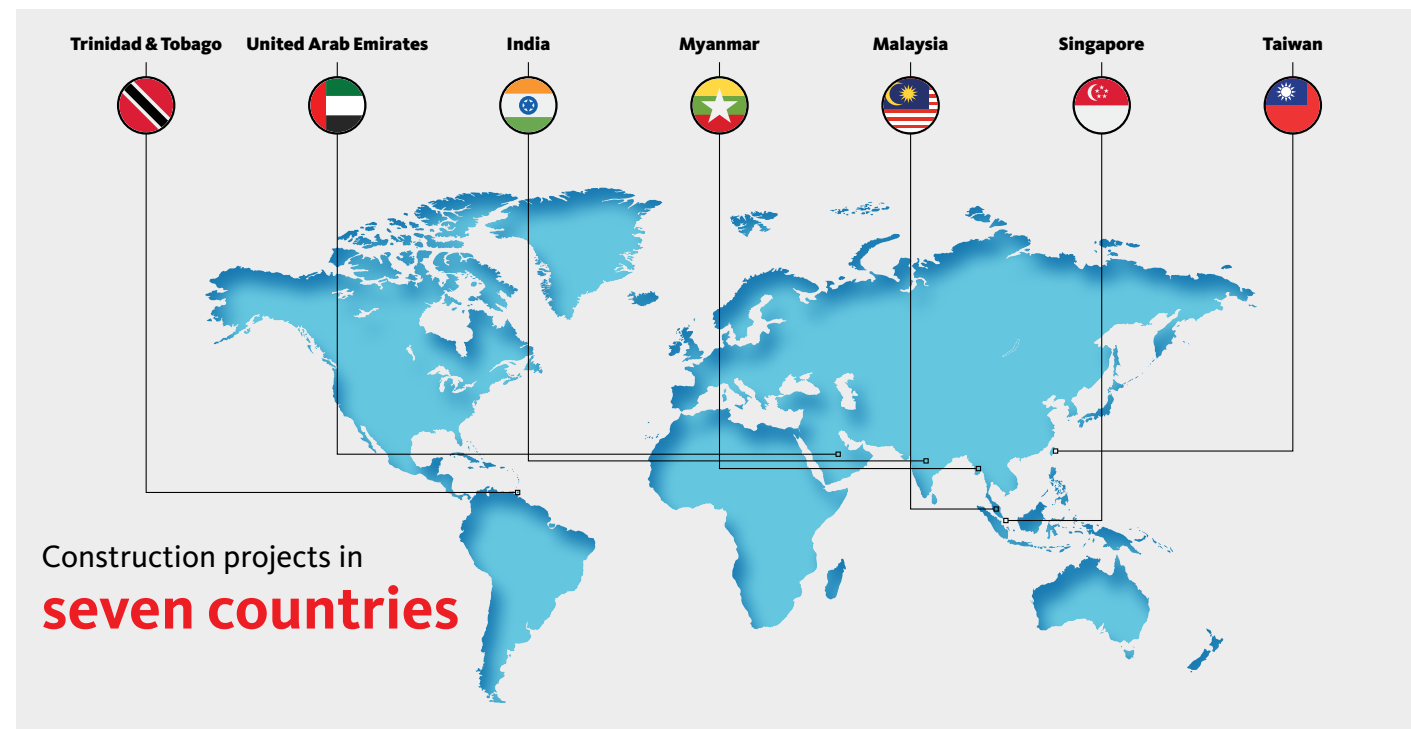 Trinidad & Tobago
United Arab Emirates
India
Myanmar
Malaysia
Singapore
Taiwan
Construction projects in
seven countries